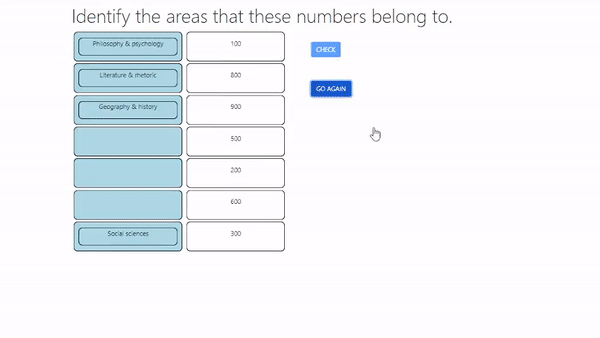 Identify the areas that these numbers belong to.
Philosophy & psychology 100 CHECK
Literature & rhetoric 800 GO AGAIN
Geography & history 900
500
200
600
Social sciences 300